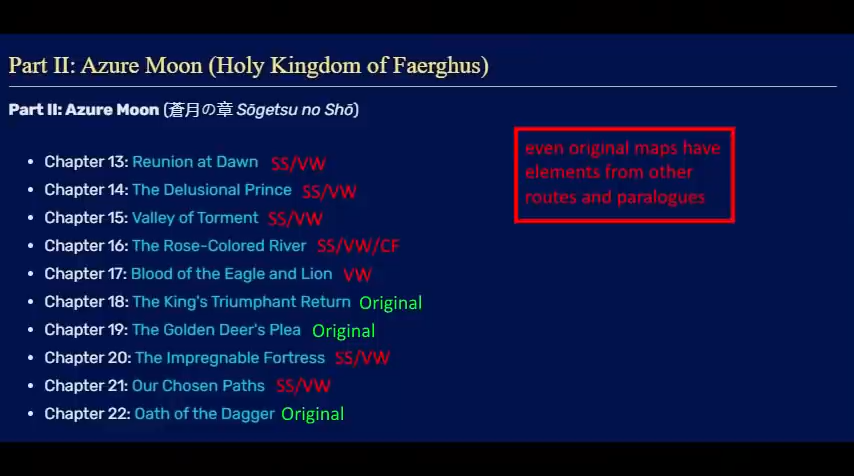 Part II: Azure Moon (Holy Kingdom of Faerghus)
Part II: Azure Moon (蒼月の章 Sōgetsu no Shō)
even original maps have
elements from other
routes and paralogues
• Chapter 13: Reunion at Dawn SS/VW
• Chapter 14: The Delusional Prince SS/VW
• Chapter 15: Valley of Torment SS/VW
• Chapter 16: The Rose-Colored River SS/VW/CF
• Chapter 17: Blood of the Eagle and Lion VW
• Chapter 18: The King's Triumphant Return Original
• Chapter 19: The Golden Deer's Plea Original
• Chapter 20: The Impregnable Fortress SS/VW
• Chapter 21: Our Chosen Paths SS/VW
• Chapter 22: Oath of the Dagger Original